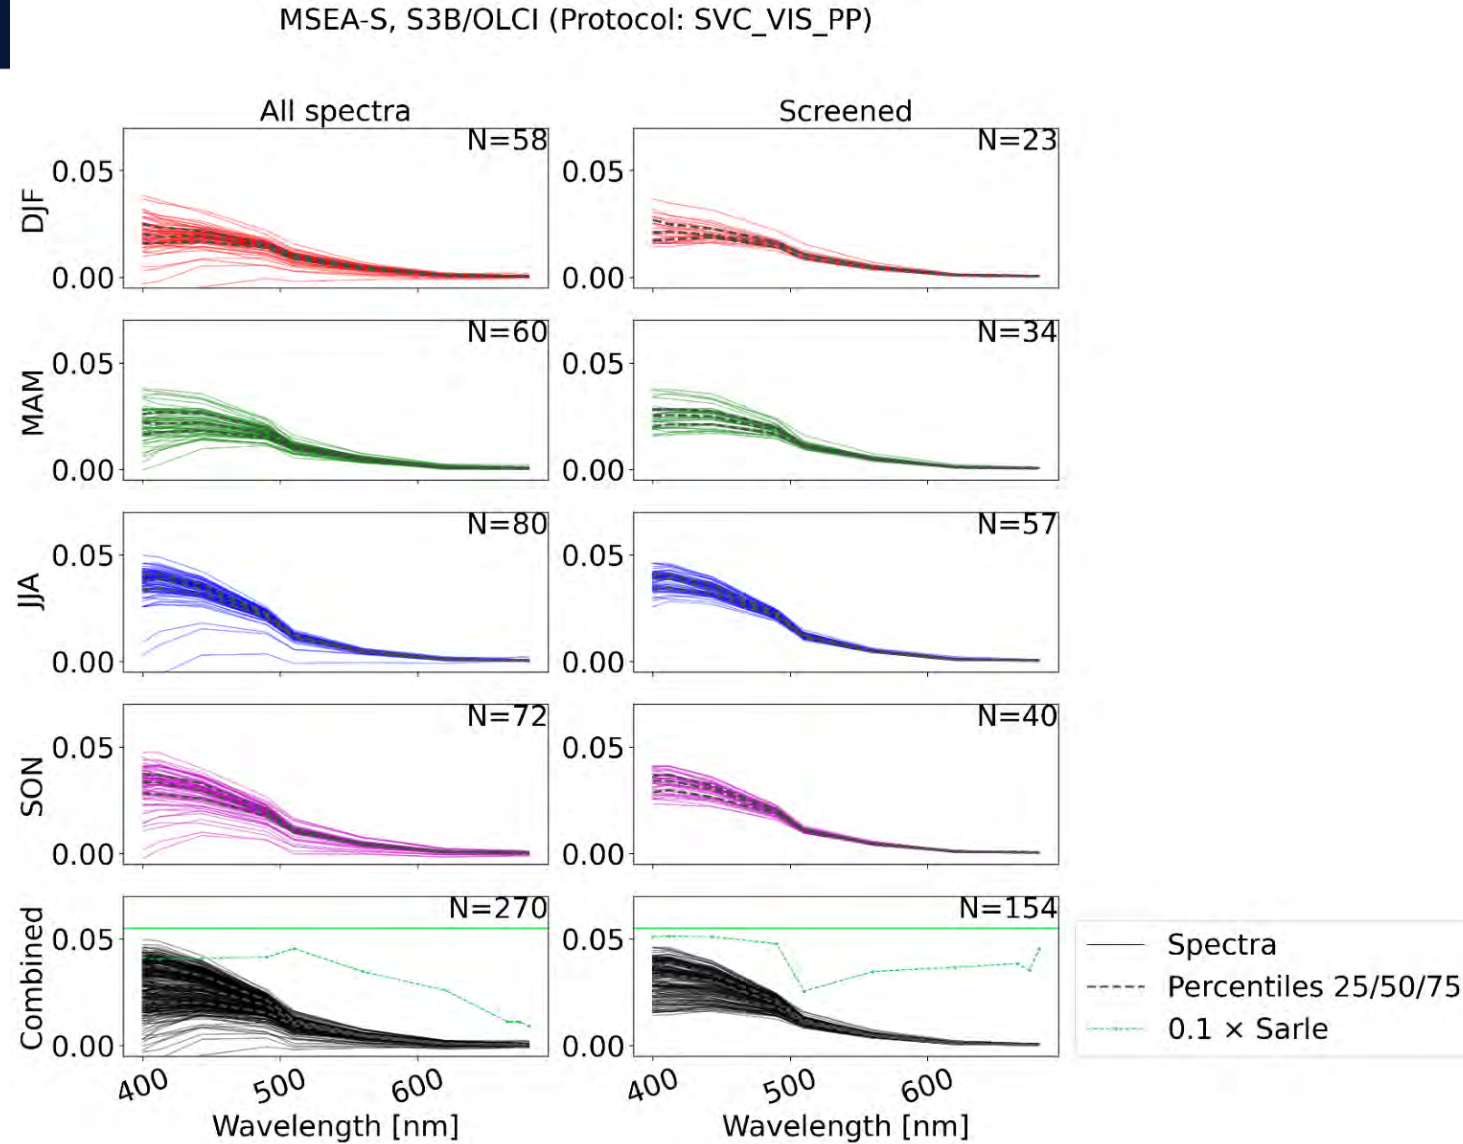 MSEA-S, S3B/OLCI (Protocol: SVC_VIS_PP)
All spectra
Screened
DJF
0.05
0.00
N=58
0.05
0.00
N=23
MAM
0.05
0.00
N=60
0.05
0.00
N=34
JJA
0.05
0.00
N=80
0.05
0.00
N=57
SON
0.05
0.00
N=72
0.05
0.00
N=40
Combined
0.05
0.00
N=270
0.05
0.00
N=154
400 500 600
400 500 600
Wavelength [nm]
Wavelength [nm]
Spectra
Percentiles 25/50/75
0.1 × Sarle